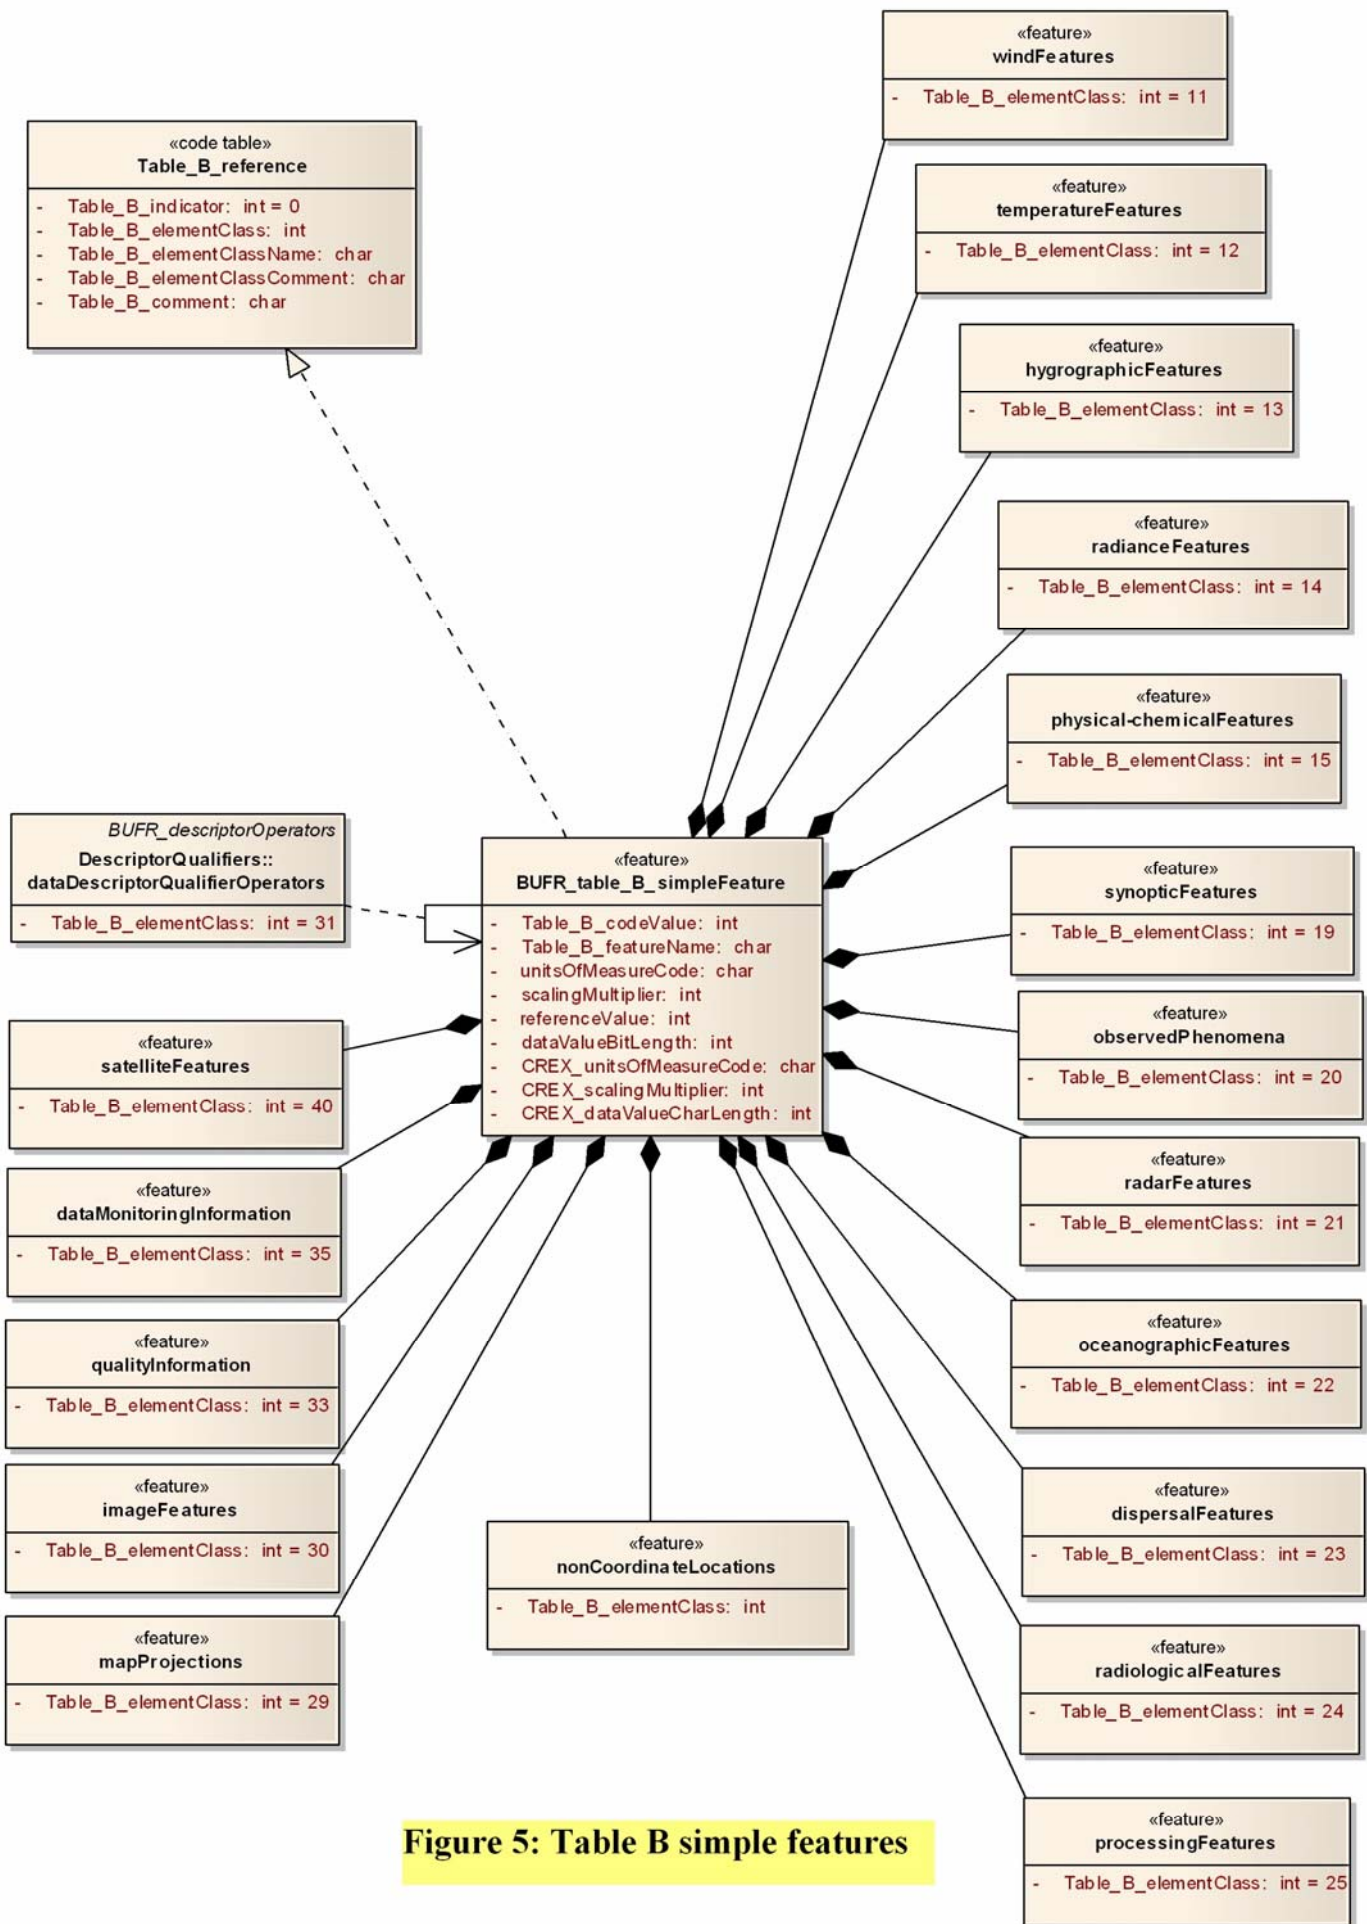 «feature»
windFeatures
- Table_B_elementClass: int = 11
«code table»
Table_B_reference
- Table_B_indicator: int = 0
- Table_B_elementClass: int
- Table_B_elementClassName: char
- Table_B_elementClassComment: char
- Table_B_comment: char
«feature»
temperatureFeatures
- Table_B_elementClass: int = 12
«feature»
hygrographicFeatures
- Table_B_elementClass: int = 13
«feature»
radianceFeatures
- Table_B_elementClass: int = 14
«feature»
physical-chemicalFeatures
- Table_B_elementClass: int = 15
BUFR_descriptorOperators
DescriptorQualifiers::
dataDescriptorQualifierOperators
- Table_B_elementClass: int = 31
«feature»
BUFR_table_B_simpleFeature
- Table_B_codeValue: int
- Table_B_featureName: char
- unitsOfMeasureCode: char
- scalingMultiplier: int
- referenceValue: int
- dataValueBitLength: int
- CREX_unitsOfMeasureCode: char
- CREX_scalingMultiplier: int
- CREX_dataValueCharLength: int
«feature»
synopticFeatures
- Table_B_elementClass: int = 19
«feature»
observedPhenomena
- Table_B_elementClass: int = 20
«feature»
satelliteFeatures
- Table_B_elementClass: int = 40
«feature»
radarFeatures
- Table_B_elementClass: int = 21
«feature»
dataMonitoringInformation
- Table_B_elementClass: int = 35
«feature»
oceanographicFeatures
- Table_B_elementClass: int = 22
«feature»
qualityInformation
- Table_B_elementClass: int = 33
«feature»
dispersalFeatures
- Table_B_elementClass: int = 23
«feature»
imageFeatures
- Table_B_elementClass: int = 30
«feature»
nonCoordinateLocations
- Table_B_elementClass: int
«feature»
mapProjections
- Table_B_elementClass: int = 29
«feature»
radiologicalFeatures
- Table_B_elementClass: int = 24
«feature»
processingFeatures
- Table_B_elementClass: int = 25
Figure 5: Table B simple features